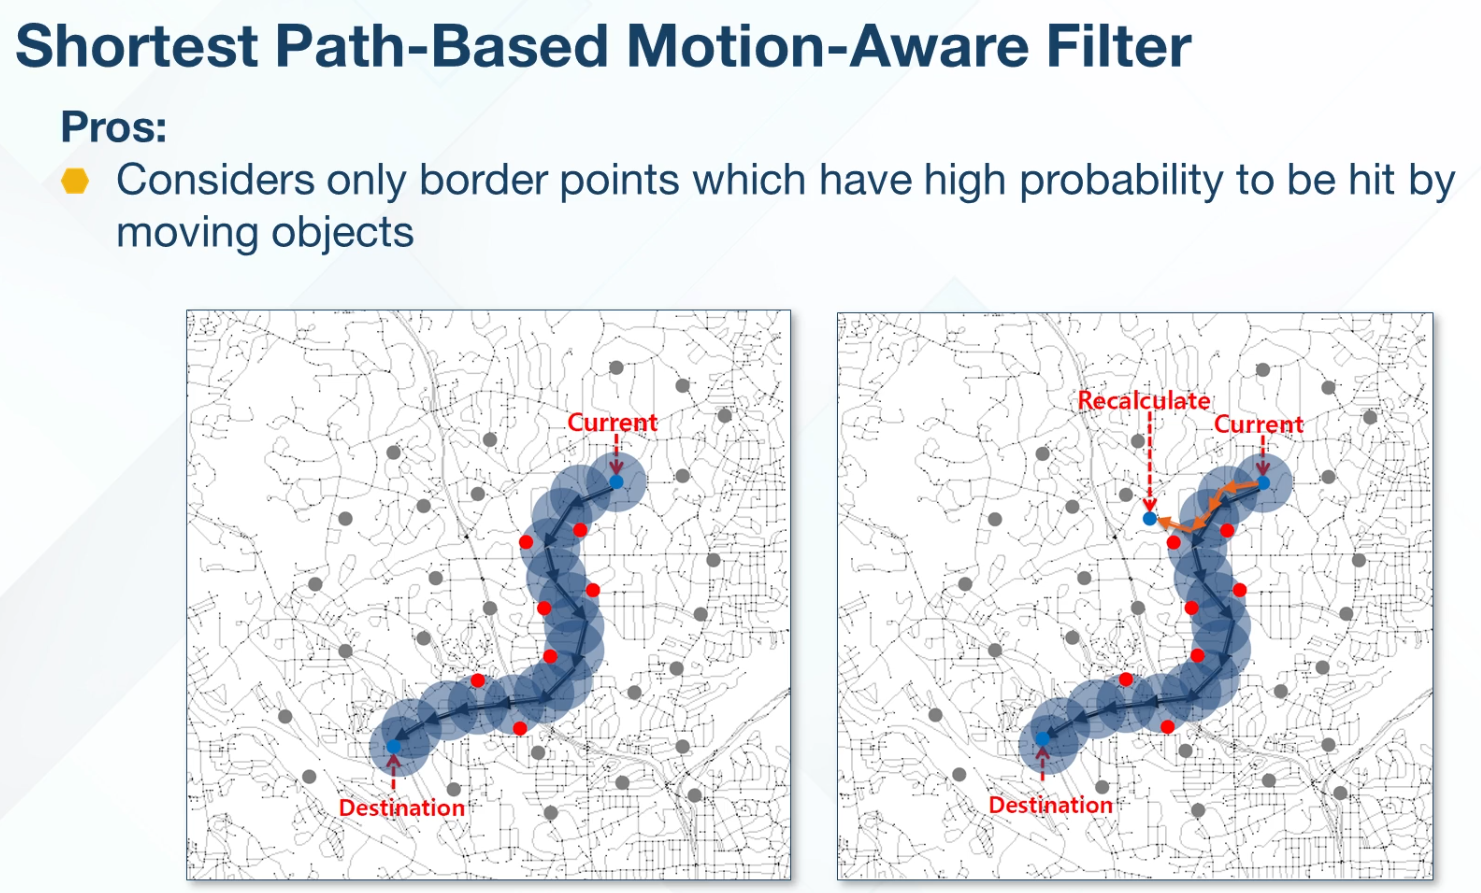 Shortest Path-Based Motion-Aware Filter
Pros:
Considers only border points which have high probability to be hit by
moving objects
Current
Destination
Recalculate
Current
Destination